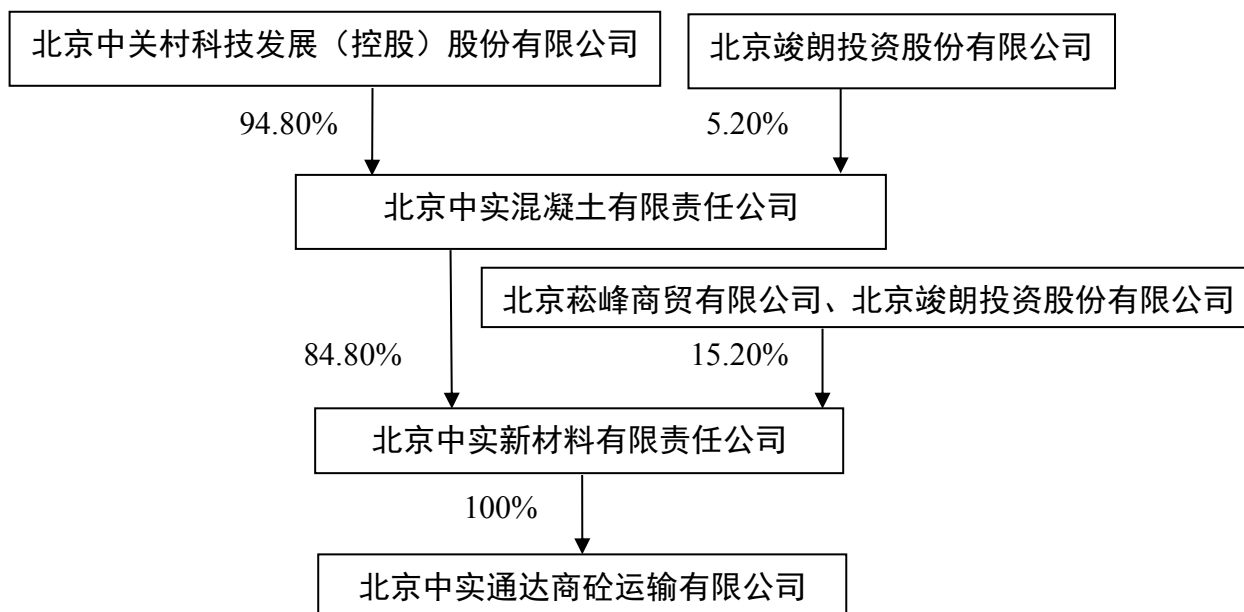 北京中关村科技发展（控股）股份有限公司
北京竣朗投资股份有限公司
94.80%
5.20%
北京中实混凝土有限责任公司
北京菘峰商贸有限公司、北京竣朗投资股份有限公司
84.80%
15.20%
北京中实新材料有限责任公司
100%
北京中实通达商砼运输有限公司